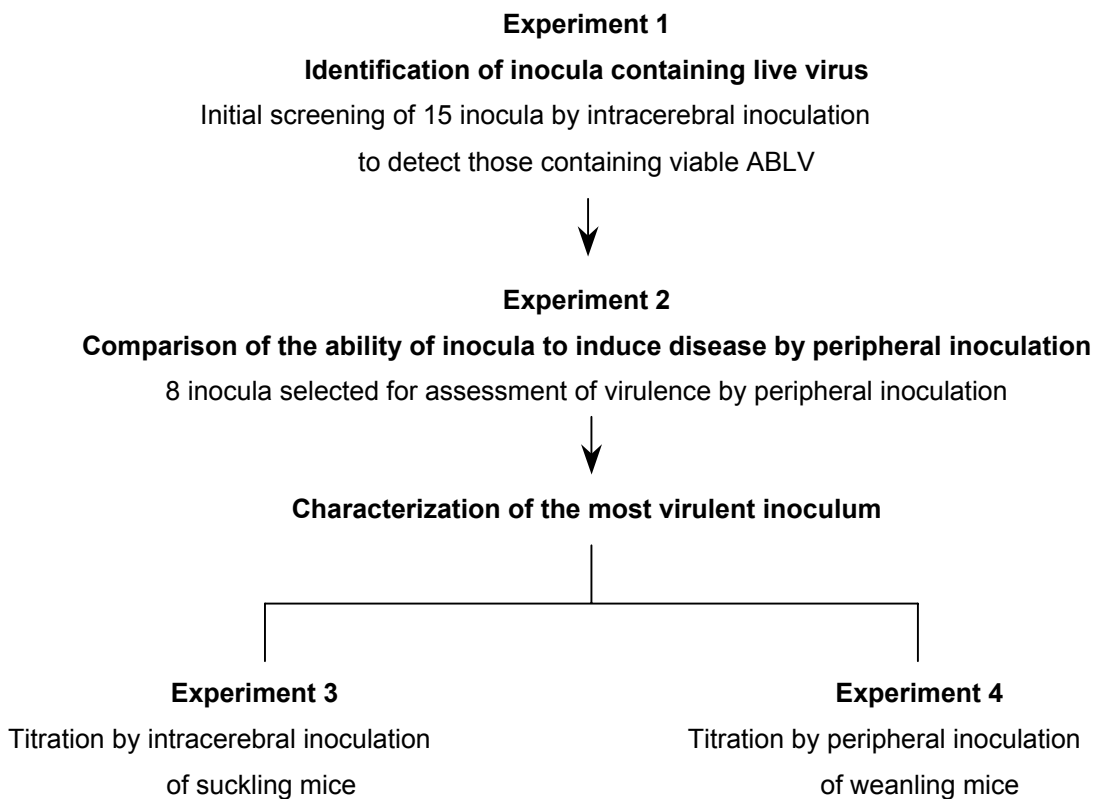 Experiment 1
Identification of inocula containing live virus
Initial screening of 15 inocula by intracerebral inoculation
to detect those containing viable ABLV
Experiment 2
Comparison of the ability of inocula to induce disease by peripheral inoculation
8 inocula selected for assessment of virulence by peripheral inoculation
Characterization of the most virulent inoculum
Experiment 3
Titration by intracerebral inoculation
of suckling mice
Experiment 4
Titration by peripheral inoculation
of weanling mice